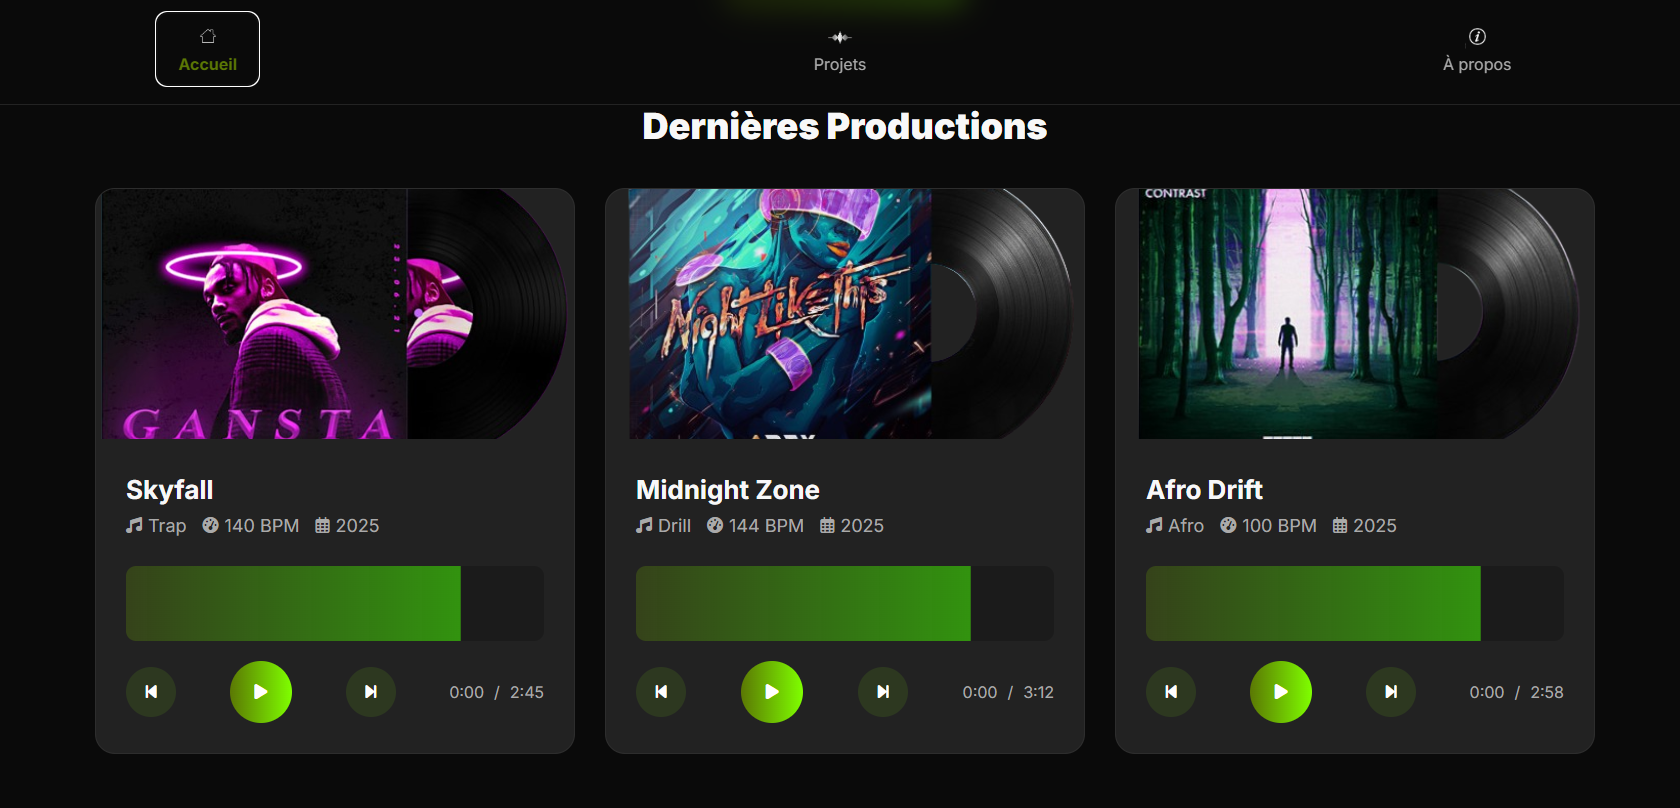 Accueil
Projets
À propos
Dernières Productions
GANSTA
Night Like This
CONTRAST
Skyfall
Trap 140 BPM 2025
0:00 / 2:45
Midnight Zone
Drill 144 BPM 2025
0:00 / 3:12
Afro Drift
Afro 100 BPM 2025
0:00 / 2:58